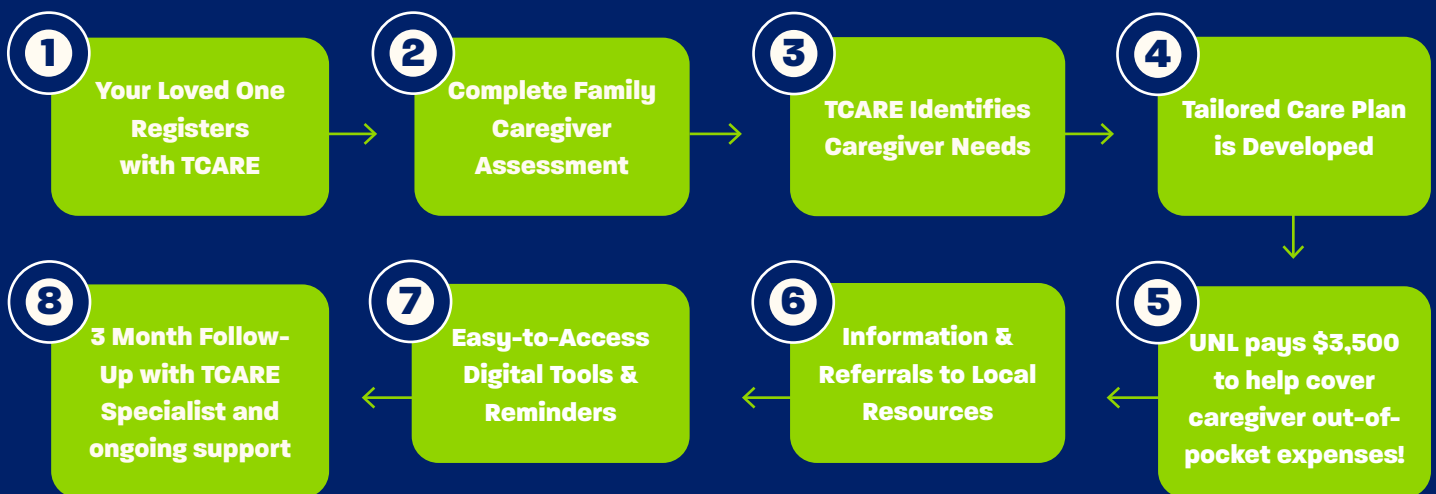 1
Your Loved One
Registers
with TCARE
2
Complete Family
Caregiver
Assessment
3
TCARE Identifies
Caregiver Needs
4
Tailored Care Plan
is Developed
5
UNL pays $3,500
to help cover
caregiver out-of-
pocket expenses!
6
Information &
Referrals to Local
Resources
7
Easy-to-Access
Digital Tools &
Reminders
8
3 Month Follow-
Up with TCARE
Specialist and
ongoing support